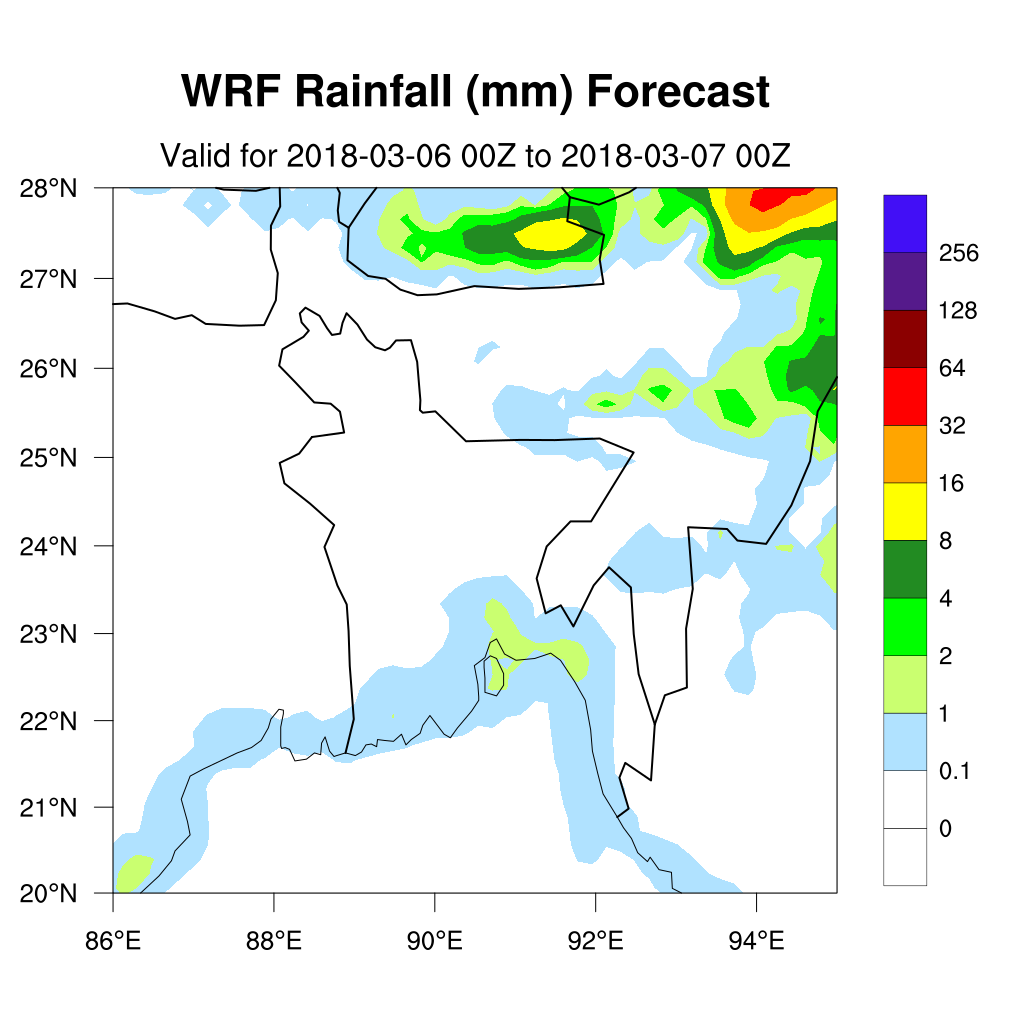 WRF Rainfall (mm) Forecast
Valid for 2018-03-06 00Z to 2018-03-07 00Z
28°N
27°N
26°N
25°N
24°N
23°N
22°N
21°N
20°N
86°E
88°E
90°E
92°E
94°E
256
128
64
32
16
8
4
2
1
0.1
0